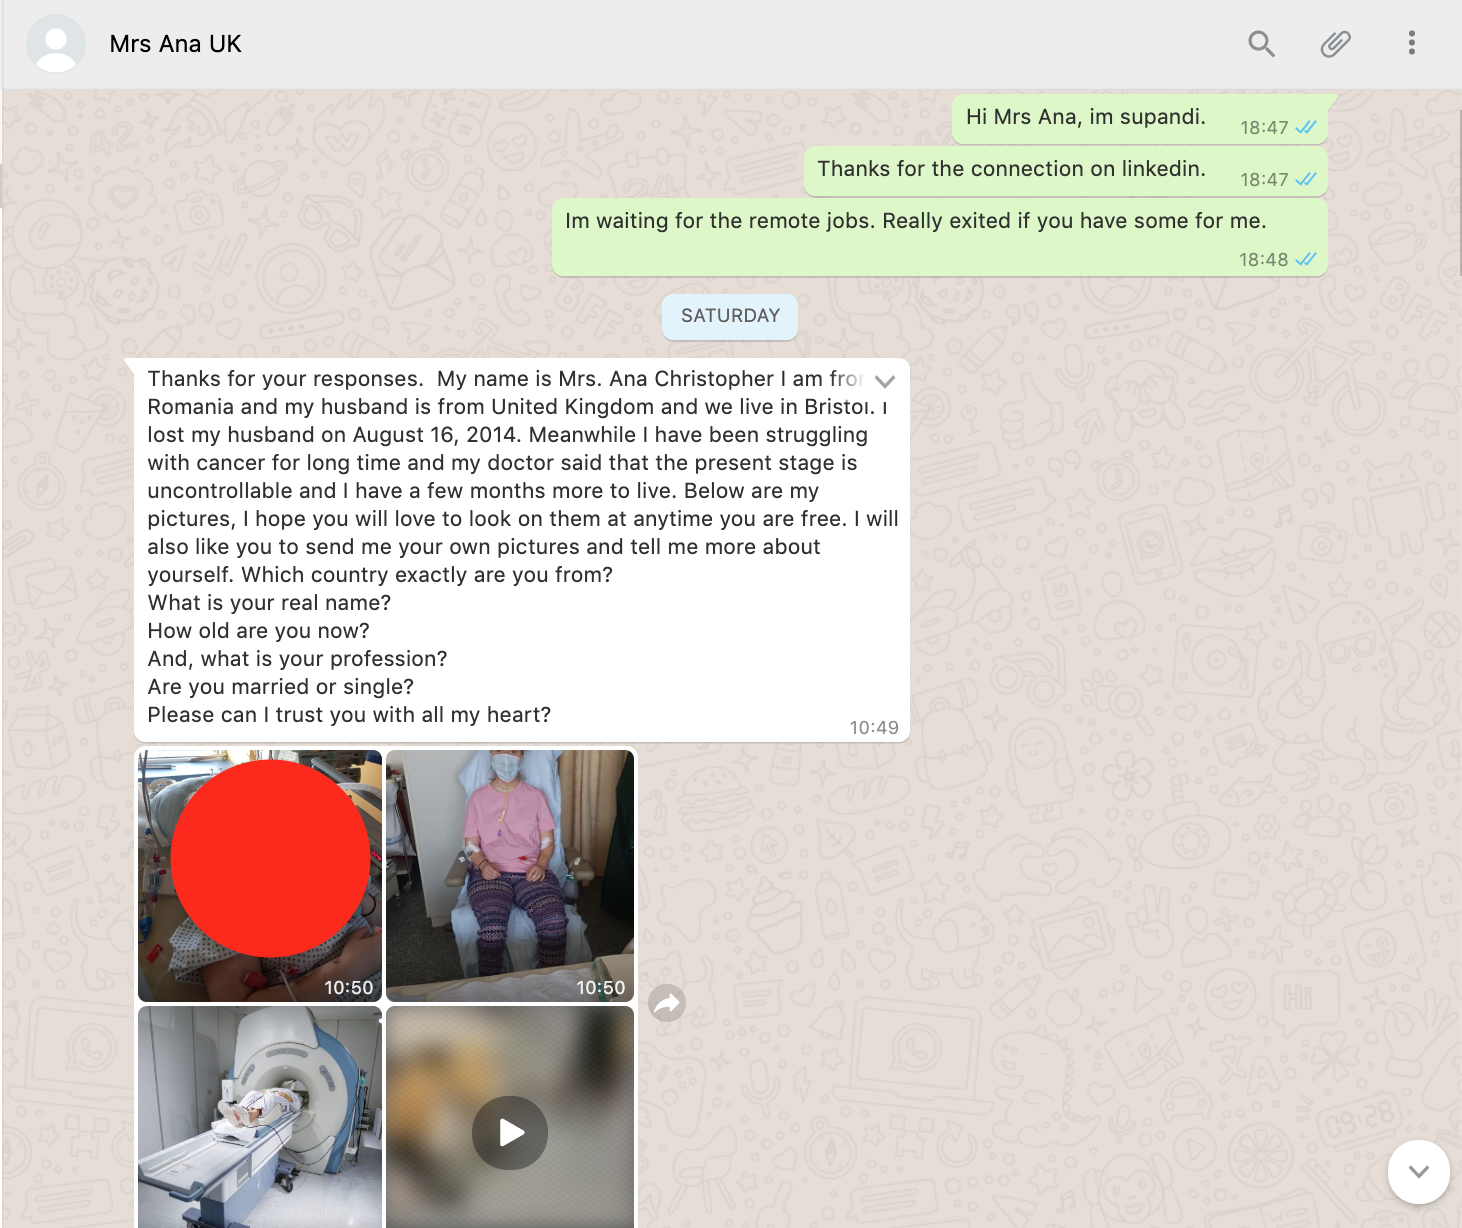 Mrs Ana UK
Hi Mrs Ana, im supandi.
18:47
Thanks for the connection on linkedin.
18:47
Im waiting for the remote jobs. Really exited if you have some for me.
18:48
SATURDAY
Thanks for your responses.  My name is Mrs. Ana Christopher I am from
Romania and my husband is from United Kingdom and we live in Bristol. I
lost my husband on August 16, 2014. Meanwhile I have been struggling
with cancer for long time and my doctor said that the present stage is
uncontrollable and I have a few months more to live. Below are my
pictures, I hope you will love to look on them at anytime you are free. I will
also like you to send me your own pictures and tell me more about
yourself. Which country exactly are you from?
What is your real name?
How old are you now?
And, what is your profession?
Are you married or single?
Please can I trust you with all my heart?
10:49
10:50
10:50